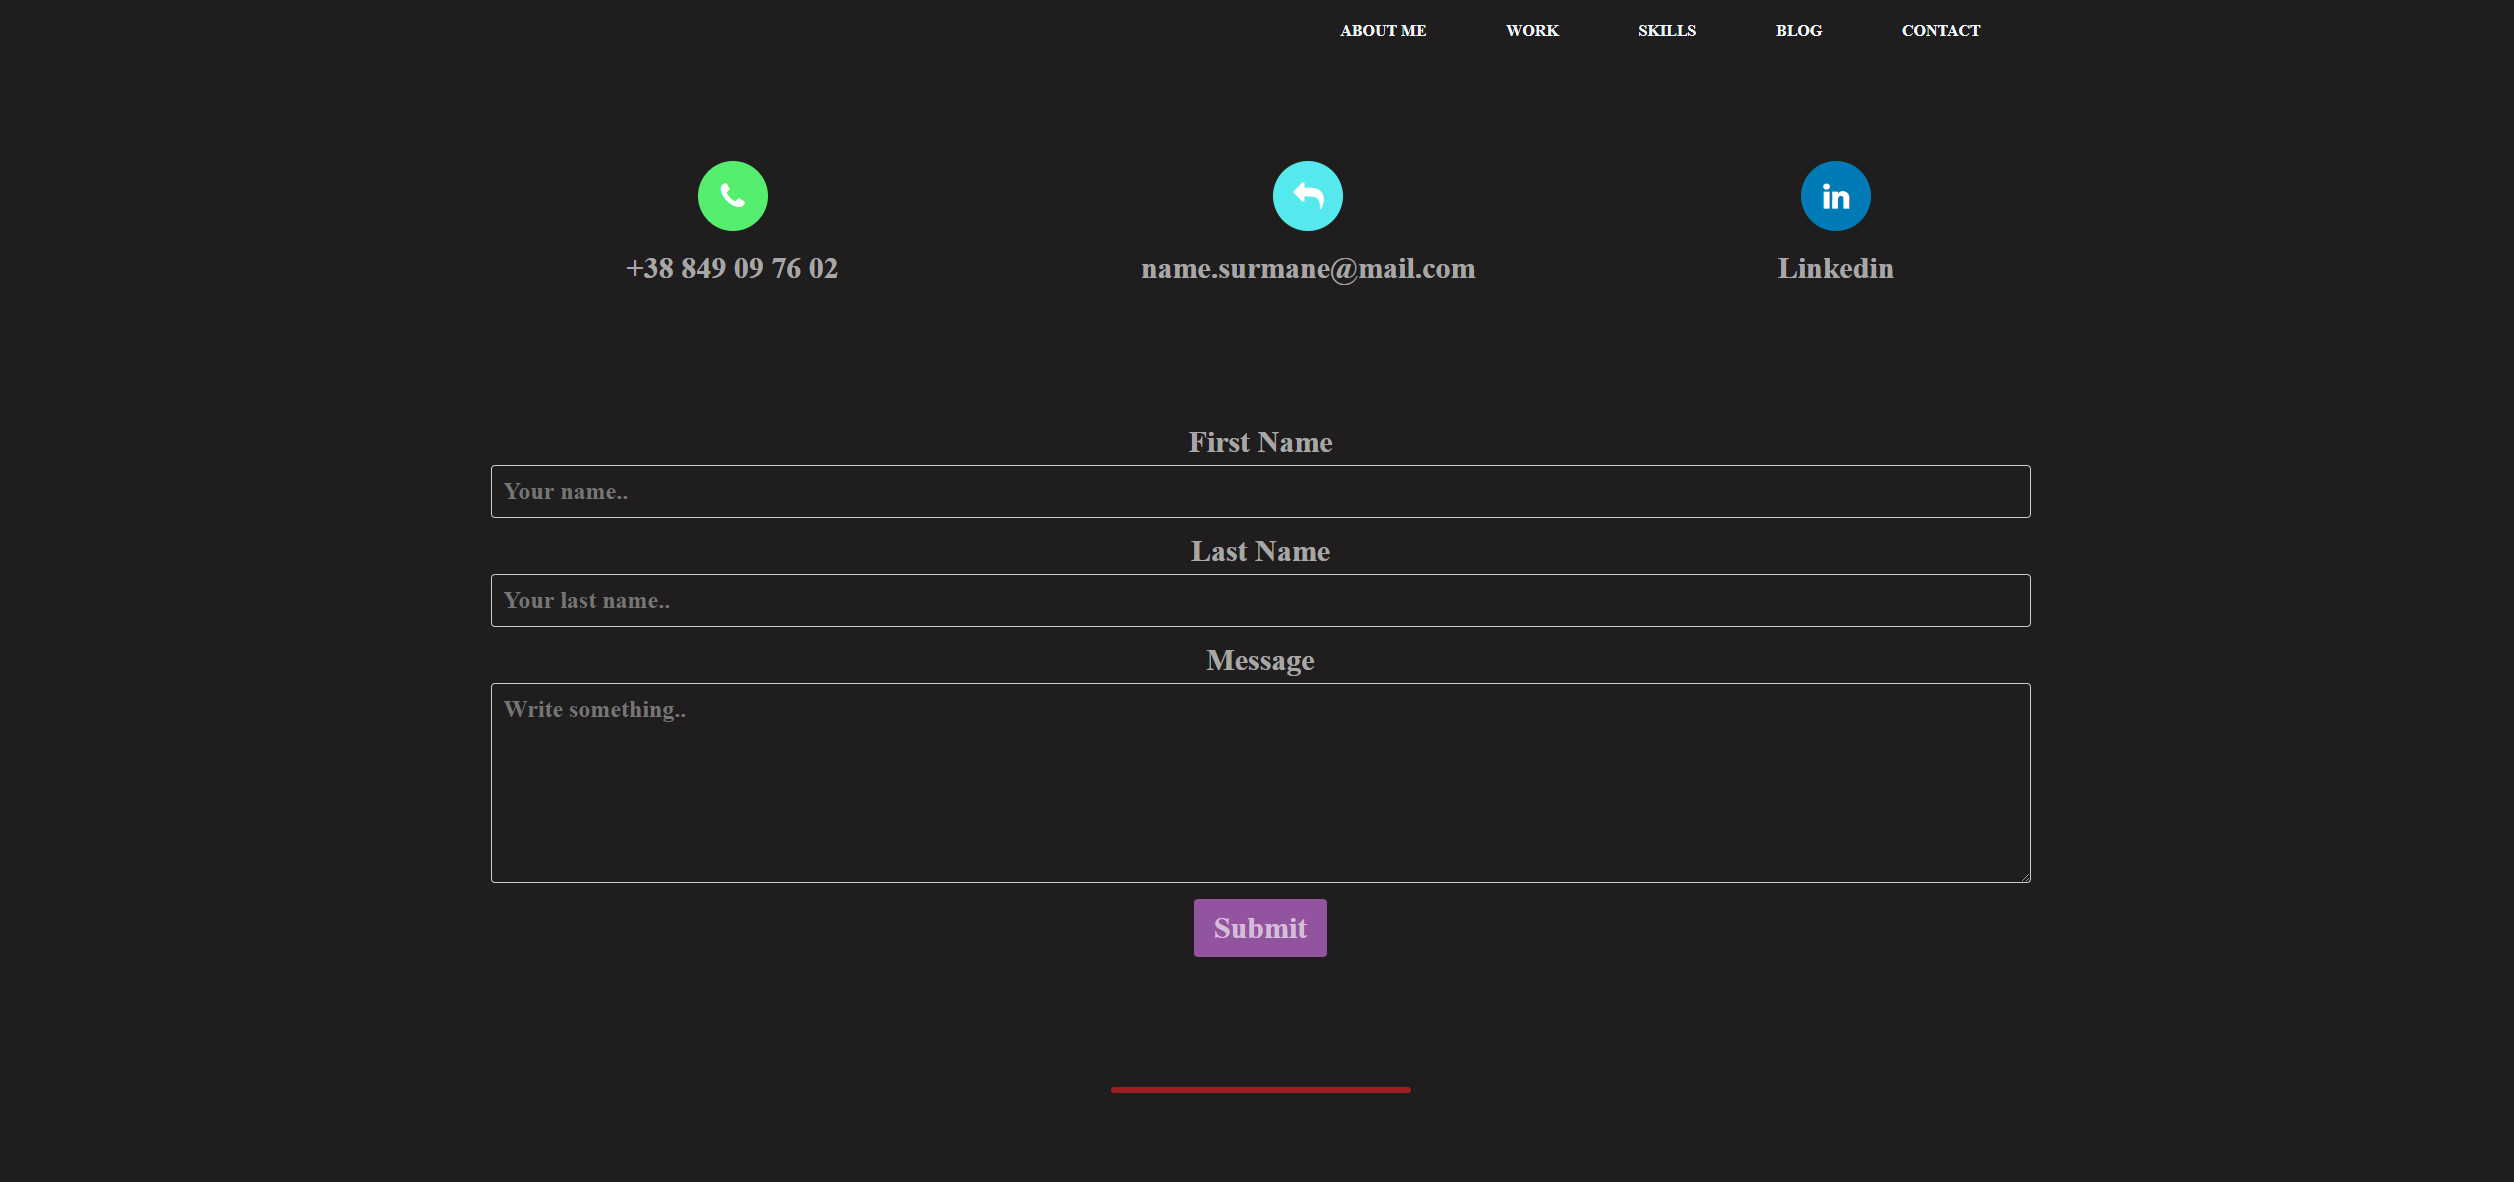 ABOUT ME WORK SKILLS BLOG CONTACT
in
+38 849 09 76 02 name.surmane@mail.com Linkedin
First Name
Your name..
Last Name
Your last name..
Message
Write something..
Submit